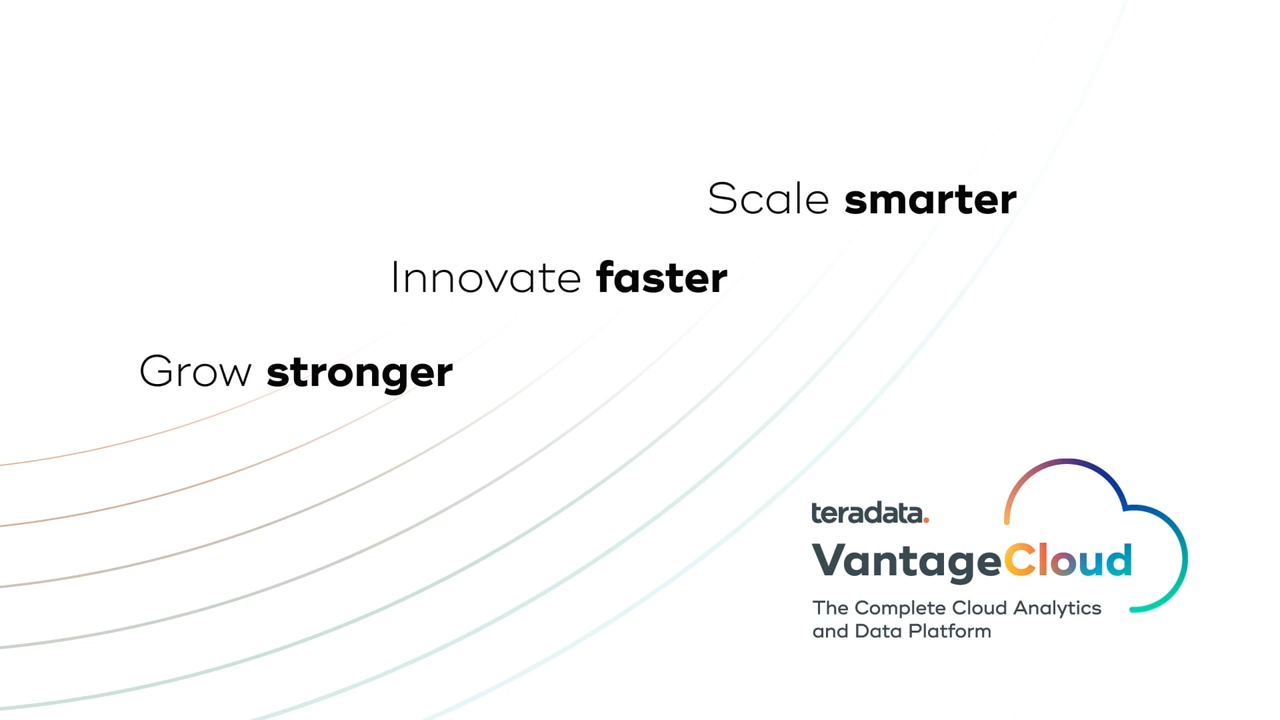 Scale smarter
Innovate faster
Grow stronger
teradata.
VantageCloud
The Complete Cloud Analytics
and Data Platform